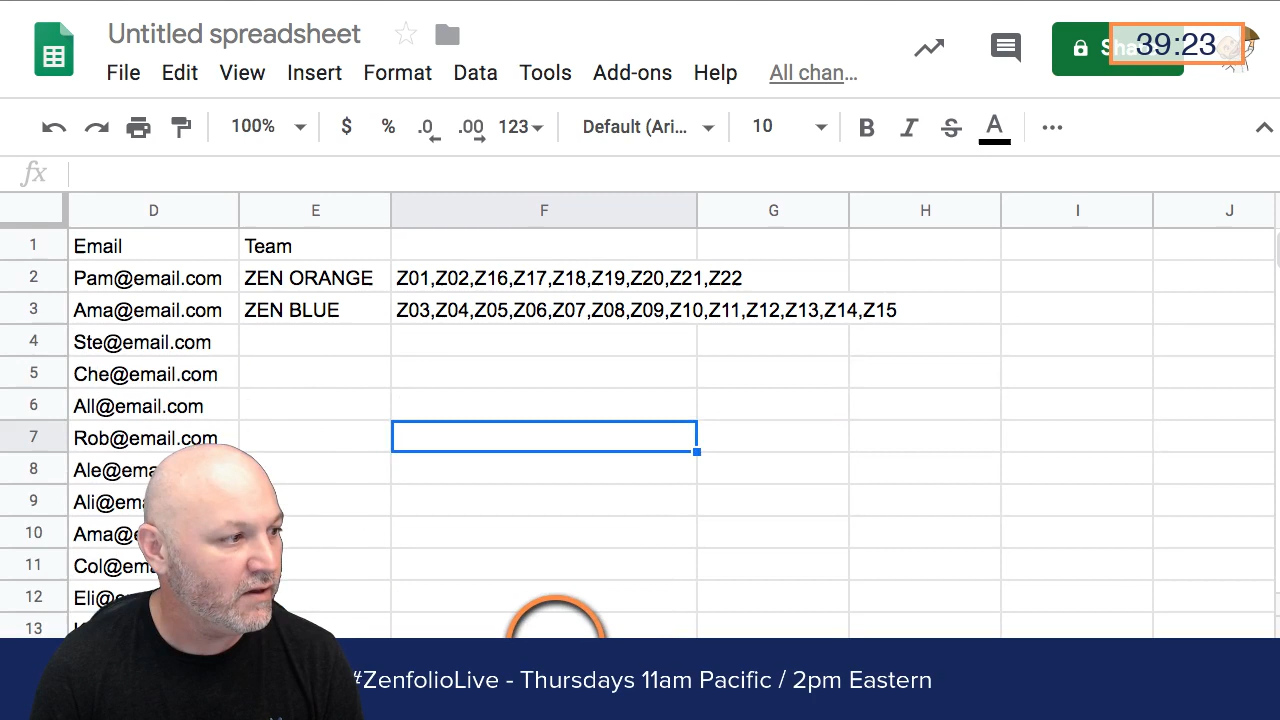 Untitled spreadsheet
39:23
File Edit View Insert Format Data Tools Add-ons Help All chan…
100% $ % .0 .00 123 Default (Ari... 10 B I S A
fx
D E F G H I J
1 Email Team
2 Pam@email.com ZEN ORANGE Z01,Z02,Z16,Z17,Z18,Z19,Z20,Z21,Z22
3 Ama@email.com ZEN BLUE Z03,Z04,Z05,Z06,Z07,Z08,Z09,Z10,Z11,Z12,Z13,Z14,Z15
4 Ste@email.com
5 Che@email.com
6 All@email.com
7 Rob@email.com
8 Ale@ema
9 Ali@ema
10 Ama@e
11 Col@ema
12 Eli@e
13
#ZenfolioLive - Thursdays 11am Pacific / 2pm Eastern